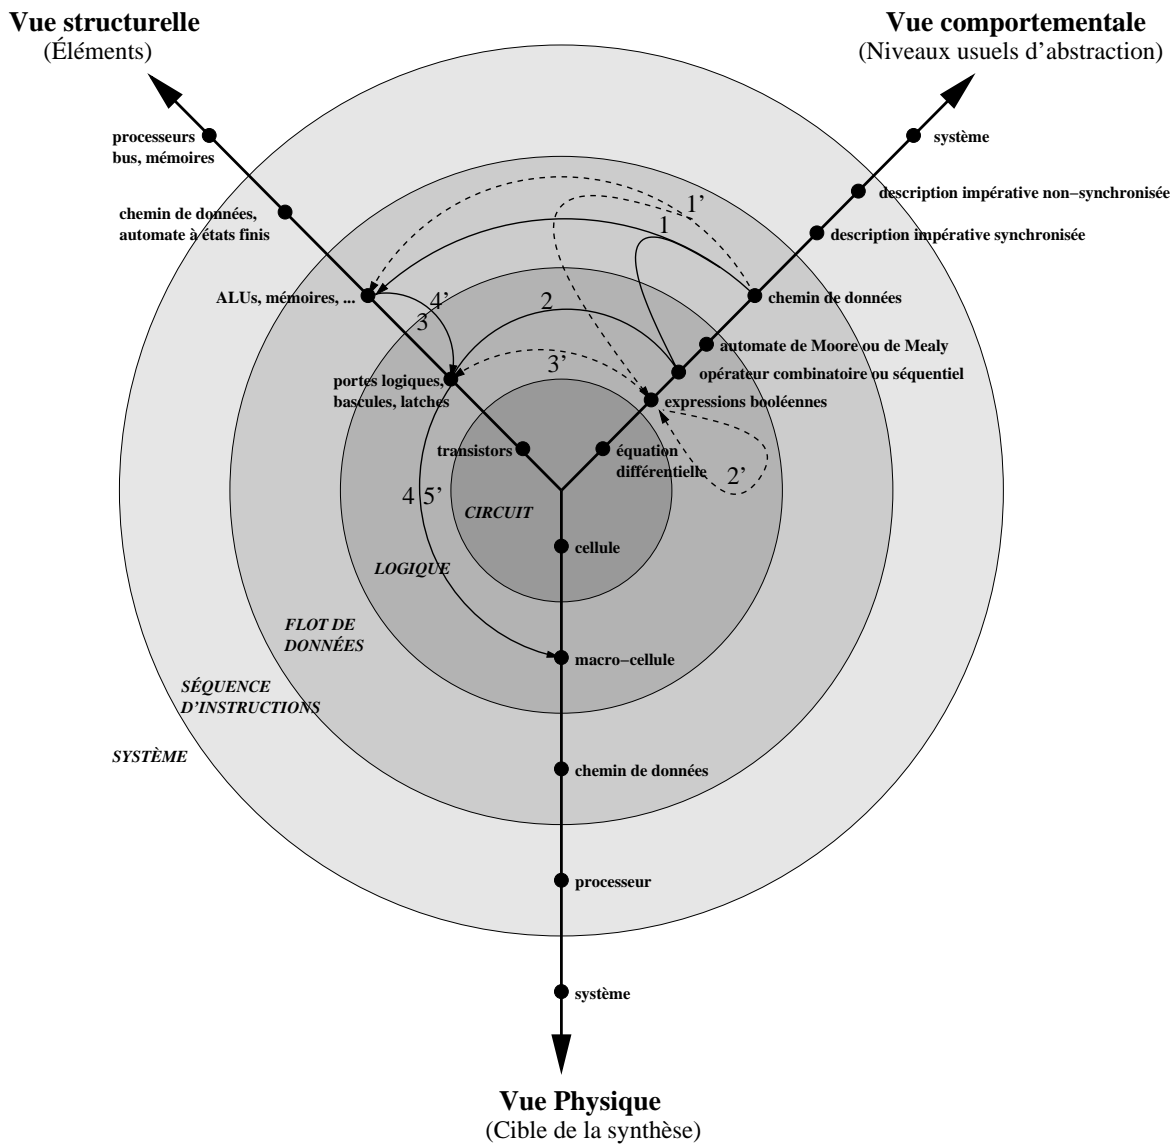 Vue structurelle
(Éléments)
Vue comportementale
(Niveaux usuels d'abstraction)
processeurs
bus, mémoires
système
description impérative non-synchronisée
chemin de données,
automate à états finis
description impérative synchronisée
1'
1
ALUs, mémoires, ...
4'
3
2
chemin de données
automate de Moore ou de Mealy
3'
opérateur combinatoire ou séquentiel
portes logiques,
bascules, latches
expressions booléennes
transistors
équation
différentielle
2'
4
5'
CIRCUIT
cellule
LOGIQUE
FLOT DE
DONNÉES
macro-cellule
SÉQUENCE
D'INSTRUCTIONS
SYSTÈME
chemin de données
processeur
système
Vue Physique
(Cible de la synthèse)